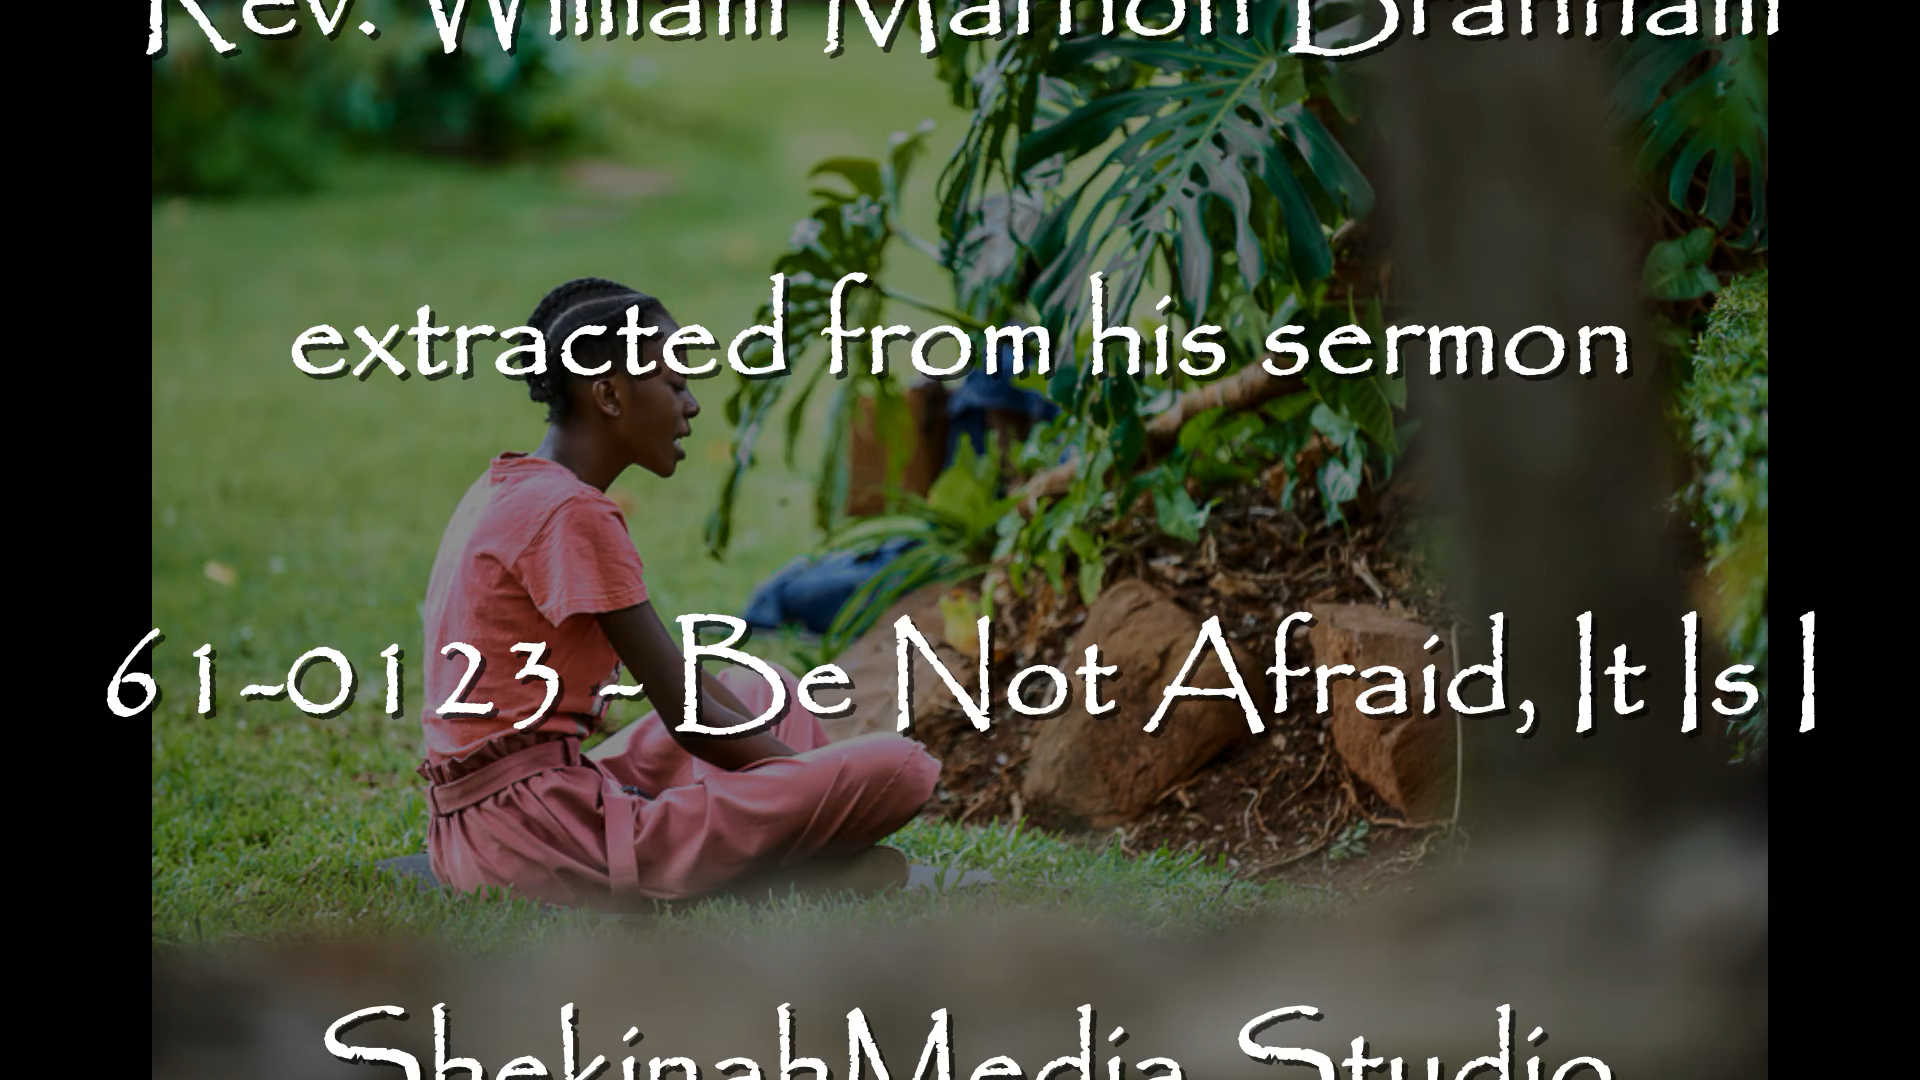 Rev. William Marrion Branham
extracted from his sermon
61-0123 - Be Not Afraid, It Is I
ShekinahMedia Studio